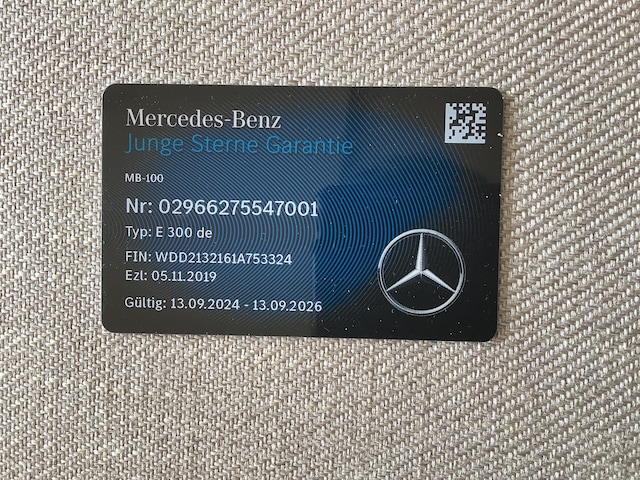 Mercedes-Benz
Junge Sterne Garantie
MB-100
Nr: 02966275547001
Typ: E 300 de
FIN: WDD2132161A753324
Ezl: 05.11.2019
Gültig: 13.09.2024 - 13.09.2026